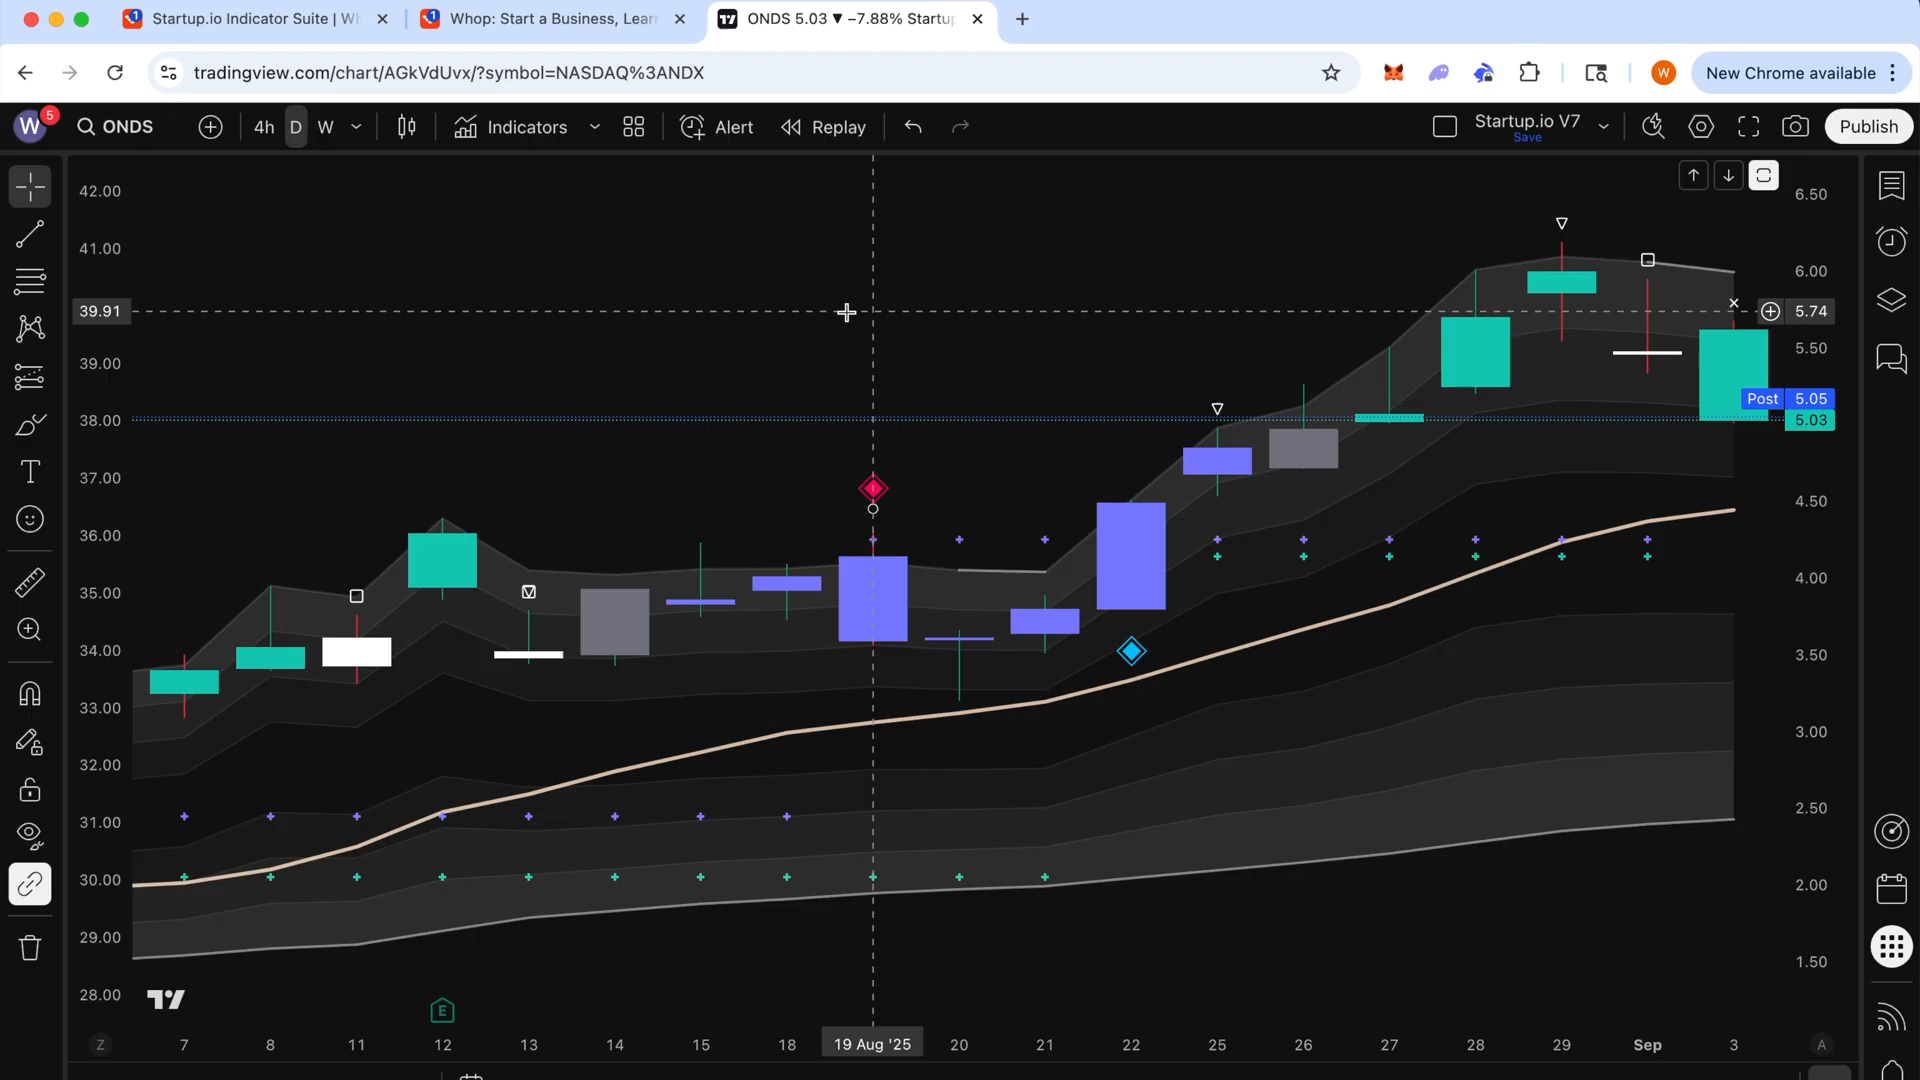 Startup.io Indicator Suite | Wh
Whop: Start a Business, Lear
ONDS 5.03 ▼ −7.88% Startup
tradingview.com/chart/AGkVdUvx/?symbol=NASDAQ%3ANDX
W
New Chrome available
W
5
ONDS
4h
D
W
Indicators
Alert
Replay
Startup.io V7
Save
Publish
42.00
41.00
39.91
39.00
38.00
37.00
36.00
35.00
34.00
33.00
32.00
31.00
30.00
29.00
28.00
6.50
6.00
5.74
5.50
Post 5.05
5.03
4.50
4.00
3.50
3.00
2.50
2.00
1.50
E
Z
7
8
11
12
13
14
15
18
19 Aug '25
20
21
22
25
26
27
28
29
Sep
3
A